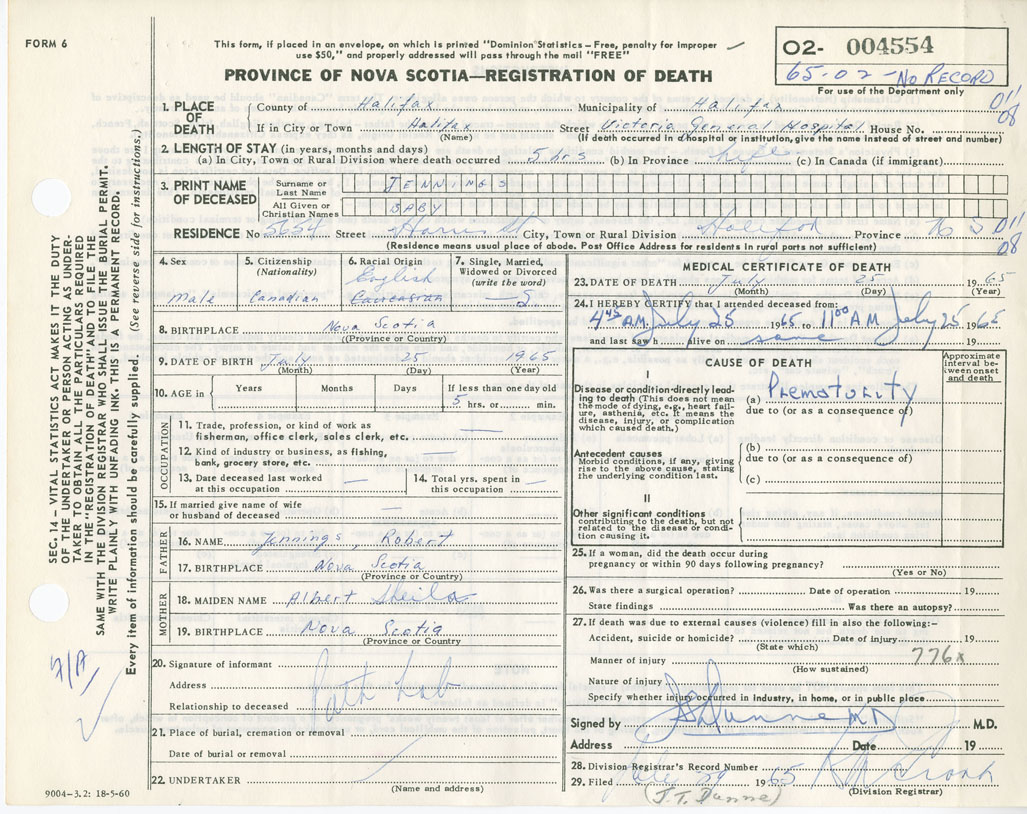 FORM 6
This form, if placed in an envelope, on which is printed "Dominion Statistics – Free, penalty for improper
use $50," and properly addressed will pass through the mail "FREE"
PROVINCE OF NOVA SCOTIA—REGISTRATION OF DEATH
02- 004554
65-02 - NO RECORD
For use of the Department only
011
08
1. PLACE OF DEATH
County of Halifax Municipality of Halifax
If in City or Town Halifax Street Victoria General Hospital House No.
(Name) (If death occurred in a hospital or institution, give its name instead of street and number)
2. LENGTH OF STAY (in years, months and days)
(a) In City, Town or Rural Division where death occurred 5 hrs (b) In Province life (c) In Canada (if immigrant)
3. PRINT NAME OF DECEASED
Surname or Last Name JENNINGS
All Given or Christian Names BABY
RESIDENCE No 5654 Street Harris St City, Town or Rural Division Halifax Province N S 011
08
(Residence means usual place of abode. Post Office Address for residents in rural parts not sufficient)
4. Sex
Male
5. Citizenship
(Nationality)
Canadian
6. Racial Origin
English
Caucasian
7. Single, Married, Widowed or Divorced
(write the word)
S
8. BIRTHPLACE Nova Scotia
(Province or Country)
9. DATE OF BIRTH July 25 1965
(Month) (Day) (Year)
10. AGE in
Years Months Days If less than one day old
5 hrs. or min.
OCCUPATION
11. Trade, profession, or kind of work as
fisherman, office clerk, sales clerk, etc. —
12. Kind of industry or business, as fishing,
bank, grocery store, etc. —
13. Date deceased last worked
at this occupation —
14. Total yrs. spent in
this occupation —
15. If married give name of wife
or husband of deceased —
FATHER
16. NAME Jennings, Robert
17. BIRTHPLACE Nova Scotia
(Province or Country)
MOTHER
18. MAIDEN NAME Albert Sheila
19. BIRTHPLACE Nova Scotia
(Province or Country)
20. Signature of informant
Address Path Lab
Relationship to deceased
21. Place of burial, cremation or removal
Date of burial or removal
22. UNDERTAKER
(Name and address)
9004-3.2: 18-5-60
MEDICAL CERTIFICATE OF DEATH
23. DATE OF DEATH July 25 1965
(Month) (Day) (Year)
24. I HEREBY CERTIFY that I attended deceased from:
4 45 A.M. July 25 1965 to 11 00 AM July 25 1965
and last saw h alive on same 19
CAUSE OF DEATH
Approximate interval between onset and death
I
Disease or condition directly leading to death (This does not mean the mode of dying, e.g., heart failure, asthenia, etc. It means the disease, injury, or complication which caused death.)
(a) Prematurity
due to (or as a consequence of)
Antecedent causes
Morbid conditions, if any, giving rise to the above cause, stating the underlying condition last.
(b)
due to (or as a consequence of)
(c)
II
Other significant conditions
contributing to the death, but not related to the disease or condition causing it.
25. If a woman, did the death occur during
pregnancy or within 90 days following pregnancy?
(Yes or No)
26. Was there a surgical operation? Date of operation 19
State findings Was there an autopsy?
27. If death was due to external causes (violence) fill in also the following:–
Accident, suicide or homicide? Date of injury 19
(State which)
776x
Manner of injury
(How sustained)
Nature of injury
Specify whether injury occurred in industry, in home, or in public place
Signed by J Dunne MD M.D.
Address Date 19
28. Division Registrar's Record Number
29. Filed July 29 1965
(Division Registrar)
(J. T. Dunne)
SEC. 14 – VITAL STATISTICS ACT MAKES IT THE DUTY
OF THE UNDERTAKER OR PERSON ACTING AS UNDERTAKER
TO OBTAIN ALL THE PARTICULARS REQUIRED
IN THE "REGISTRATION OF DEATH" AND TO FILE THE
SAME WITH THE DIVISION REGISTRAR WHO SHALL ISSUE THE BURIAL PERMIT.
WRITE PLAINLY WITH UNFADING INK. THIS IS A PERMANENT RECORD.
Every item of information should be carefully supplied. (See reverse side for instructions.)